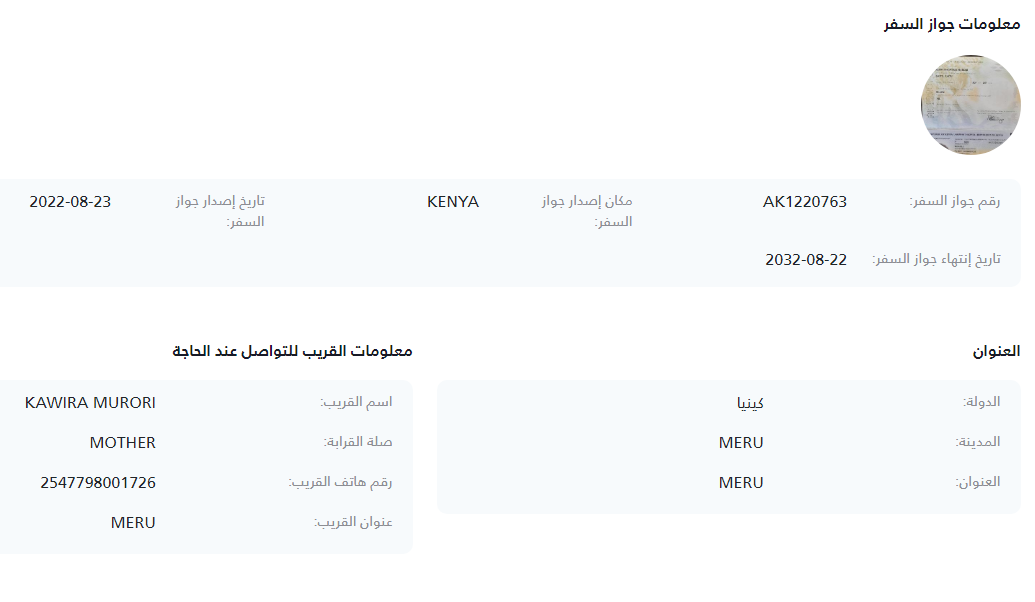 معلومات جواز السفر
رقم جواز السفر: AK1220763
مكان إصدار جواز السفر: KENYA
تاريخ إصدار جواز السفر: 2022-08-23
تاريخ إنتهاء جواز السفر: 2032-08-22
العنوان
الدولة: كينيا
المدينة: MERU
العنوان: MERU
معلومات القريب للتواصل عند الحاجة
اسم القريب: KAWIRA MURORI
صلة القرابة: MOTHER
رقم هاتف القريب: 2547798001726
عنوان القريب: MERU